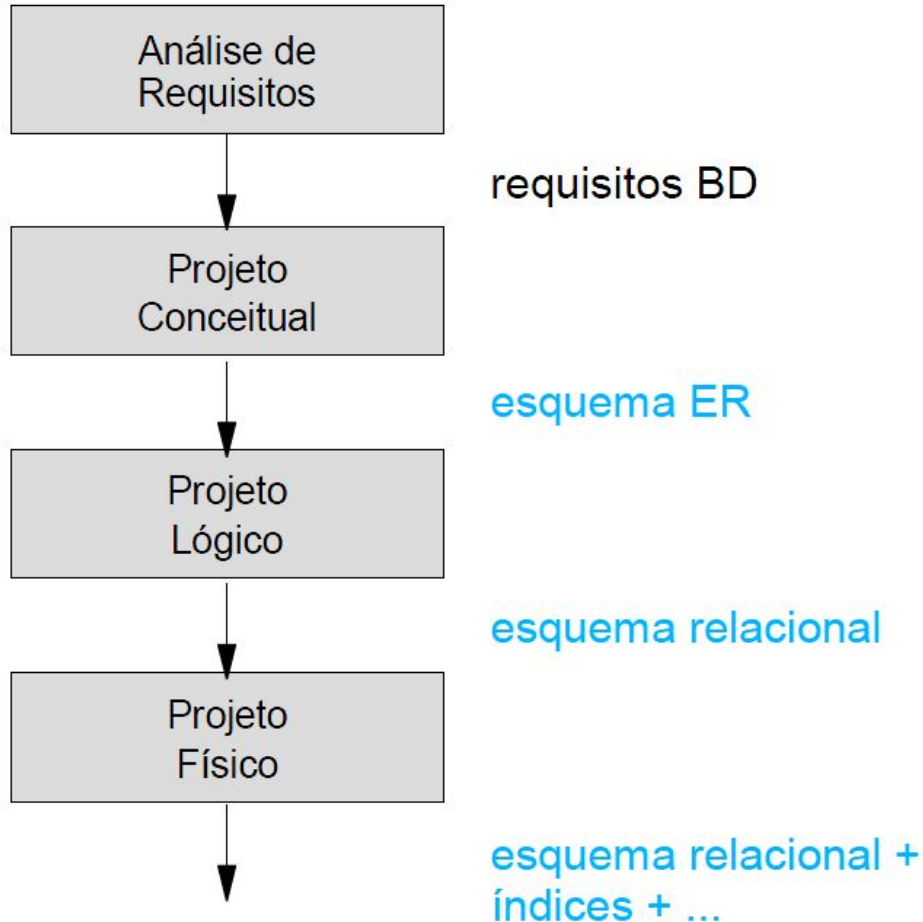 Análise de
Requisitos
requisitos BD
Projeto
Conceitual
esquema ER
Projeto
Lógico
esquema relacional
Projeto
Físico
esquema relacional +
índices + ...